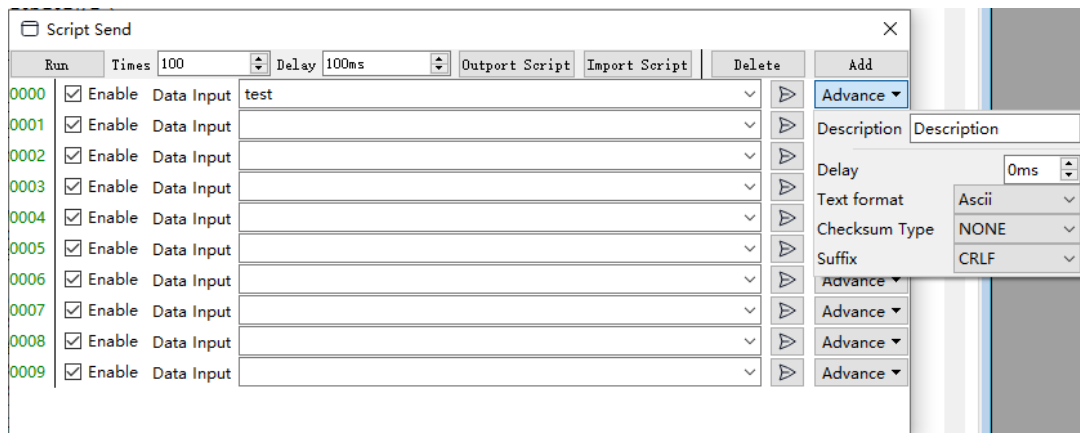 Script Send
Run Times 100 Delay 100ms Outport Script Import Script Delete Add
0000 Enable Data Input test Advance
0001 Enable Data Input Description Description
0002 Enable Data Input Delay 0ms
0003 Enable Data Input Text format Ascii
0004 Enable Data Input Checksum Type NONE
0005 Enable Data Input Suffix CRLF
0006 Enable Data Input Advance
0007 Enable Data Input Advance
0008 Enable Data Input Advance
0009 Enable Data Input Advance